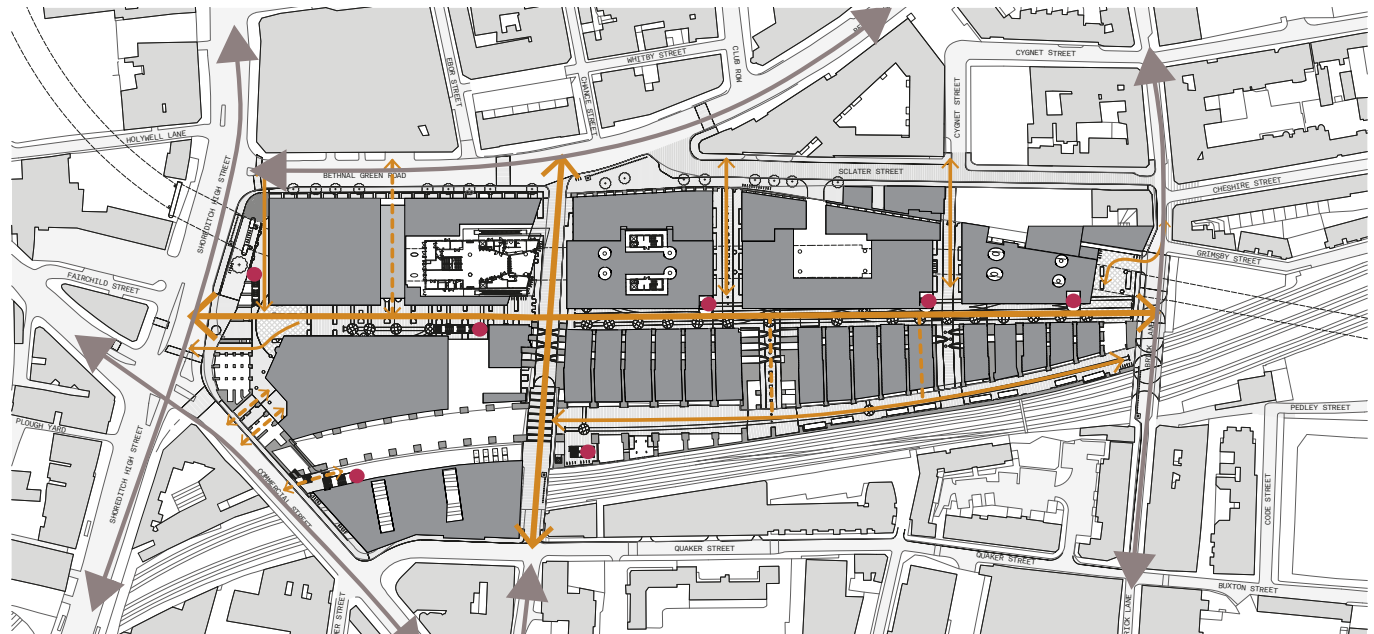 WHITBY STREET
CLUB ROW
EBOR STREET
CHANCE STREET
CYGNET STREET
CYGNET STREET
HOLYWELL LANE
SHOREDITCH HIGH STREET
BETHNAL GREEN ROAD
SCLATER STREET
CHESHIRE STREET
GRIMSBY STREET
FAIRCHILD STREET
PLOUGH YARD
SHOREDITCH HIGH STREET
COMMERCIAL STREET
PEDLEY STREET
CODE STREET
QUAKER STREET
QUAKER STREET
BUXTON STREET